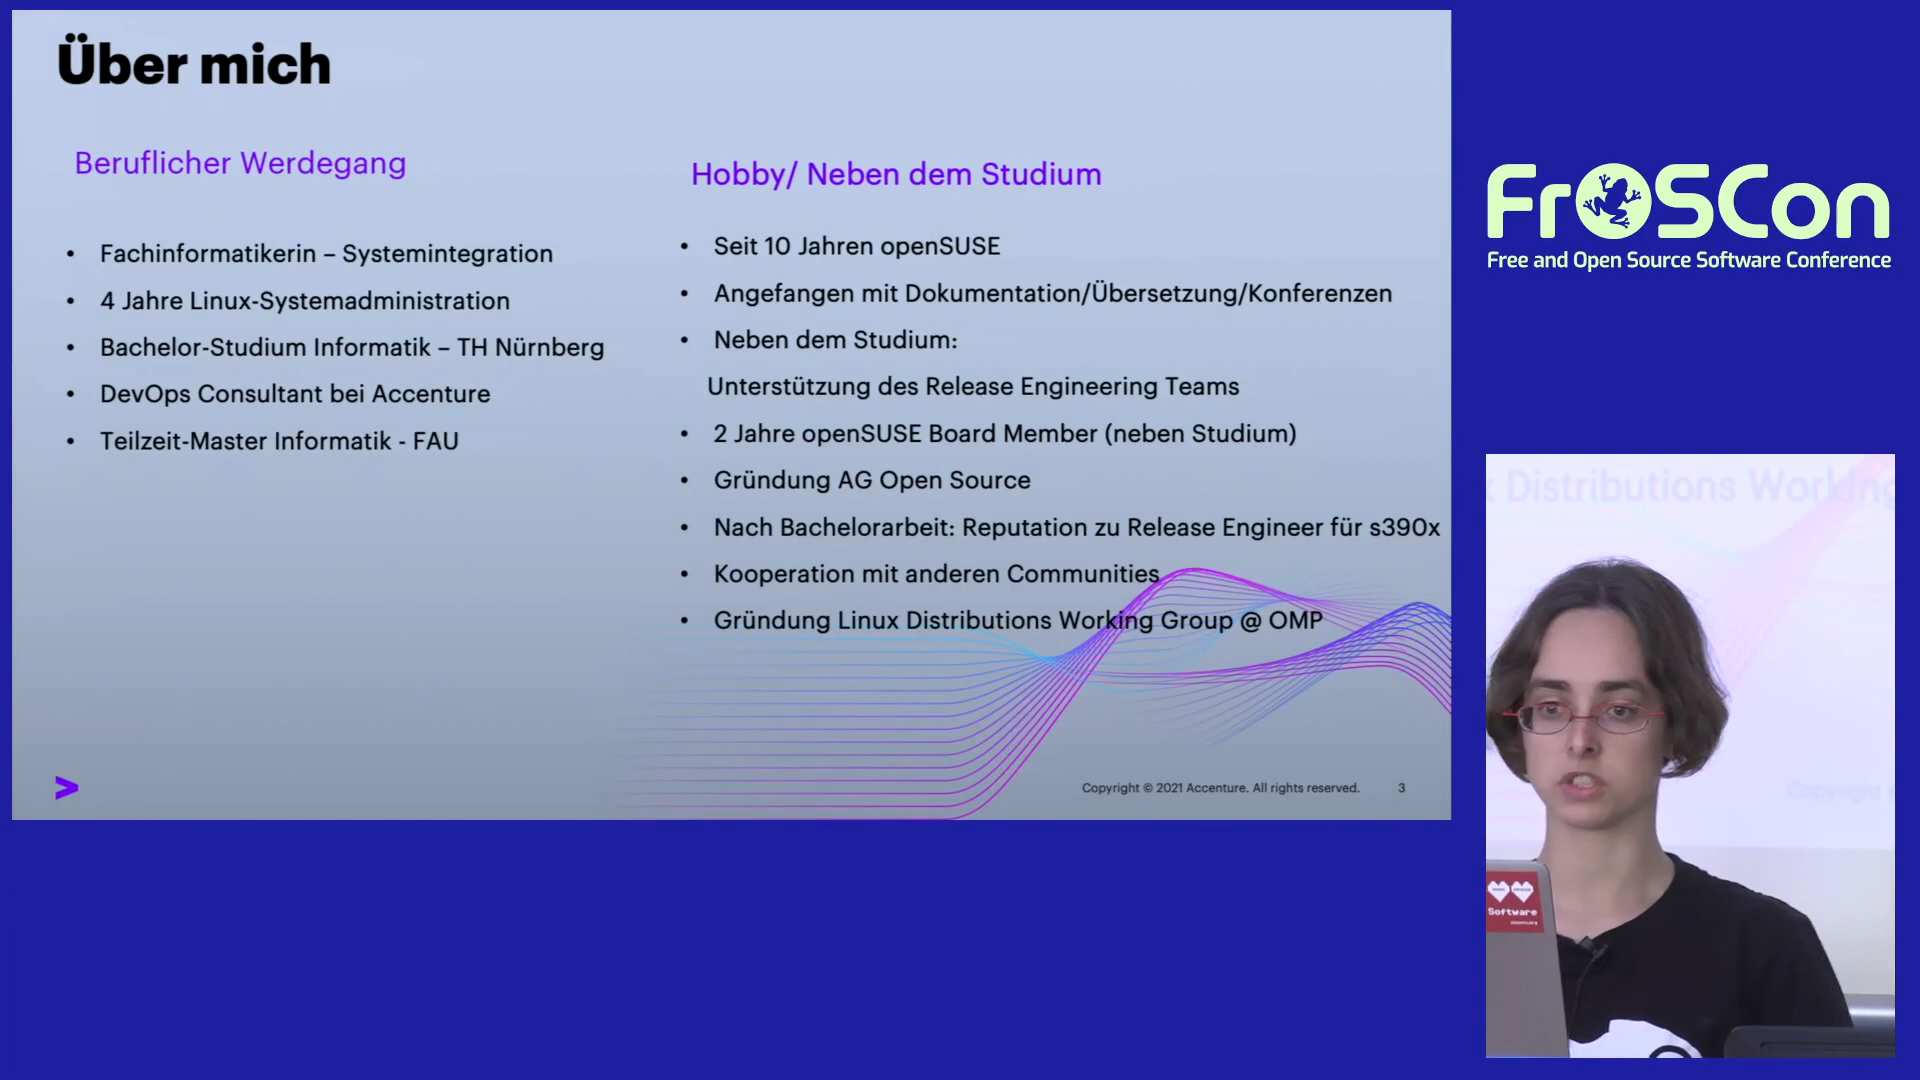 Über mich
Beruflicher Werdegang
• Fachinformatikerin – Systemintegration
• 4 Jahre Linux-Systemadministration
• Bachelor-Studium Informatik – TH Nürnberg
• DevOps Consultant bei Accenture
• Teilzeit-Master Informatik - FAU
Hobby/ Neben dem Studium
• Seit 10 Jahren openSUSE
• Angefangen mit Dokumentation/Übersetzung/Konferenzen
• Neben dem Studium:
Unterstützung des Release Engineering Teams
• 2 Jahre openSUSE Board Member (neben Studium)
• Gründung AG Open Source
• Nach Bachelorarbeit: Reputation zu Release Engineer für s390x
• Kooperation mit anderen Communities
• Gründung Linux Distributions Working Group @ OMP
>
Copyright © 2021 Accenture. All rights reserved. 3
FrOSCon
Free and Open Source Software Conference
Distributions Working
Copyright
Software